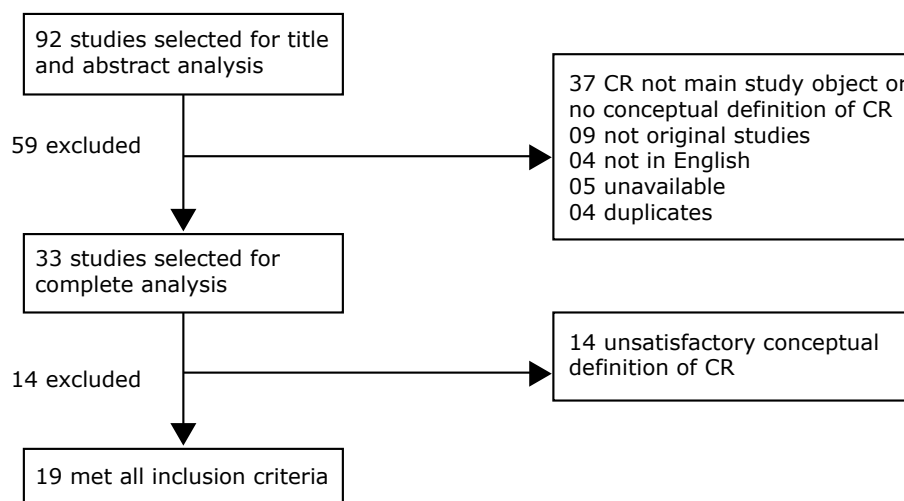 92 studies selected for title
and abstract analysis
59 excluded
37 CR not main study object or
no conceptual definition of CR
09 not original studies
04 not in English
05 unavailable
04 duplicates
33 studies selected for
complete analysis
14 excluded
14 unsatisfactory conceptual
definition of CR
19 met all inclusion criteria